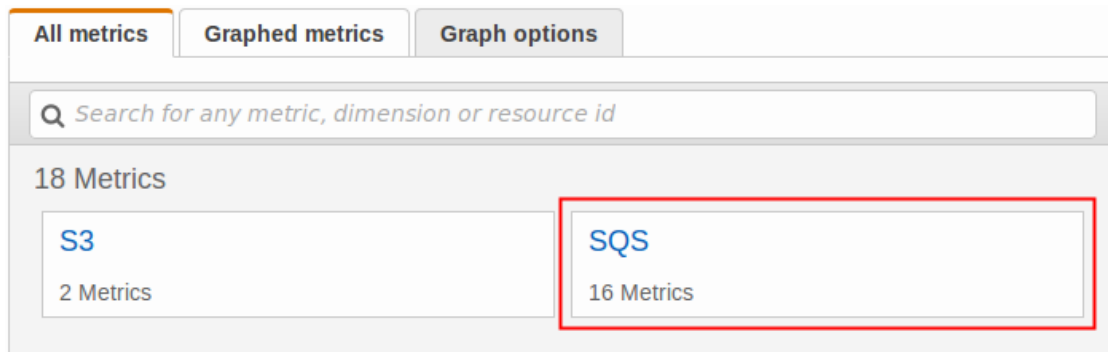 All metrics Graphed metrics Graph options
Search for any metric, dimension or resource id
18 Metrics
S3 SQS
2 Metrics 16 Metrics